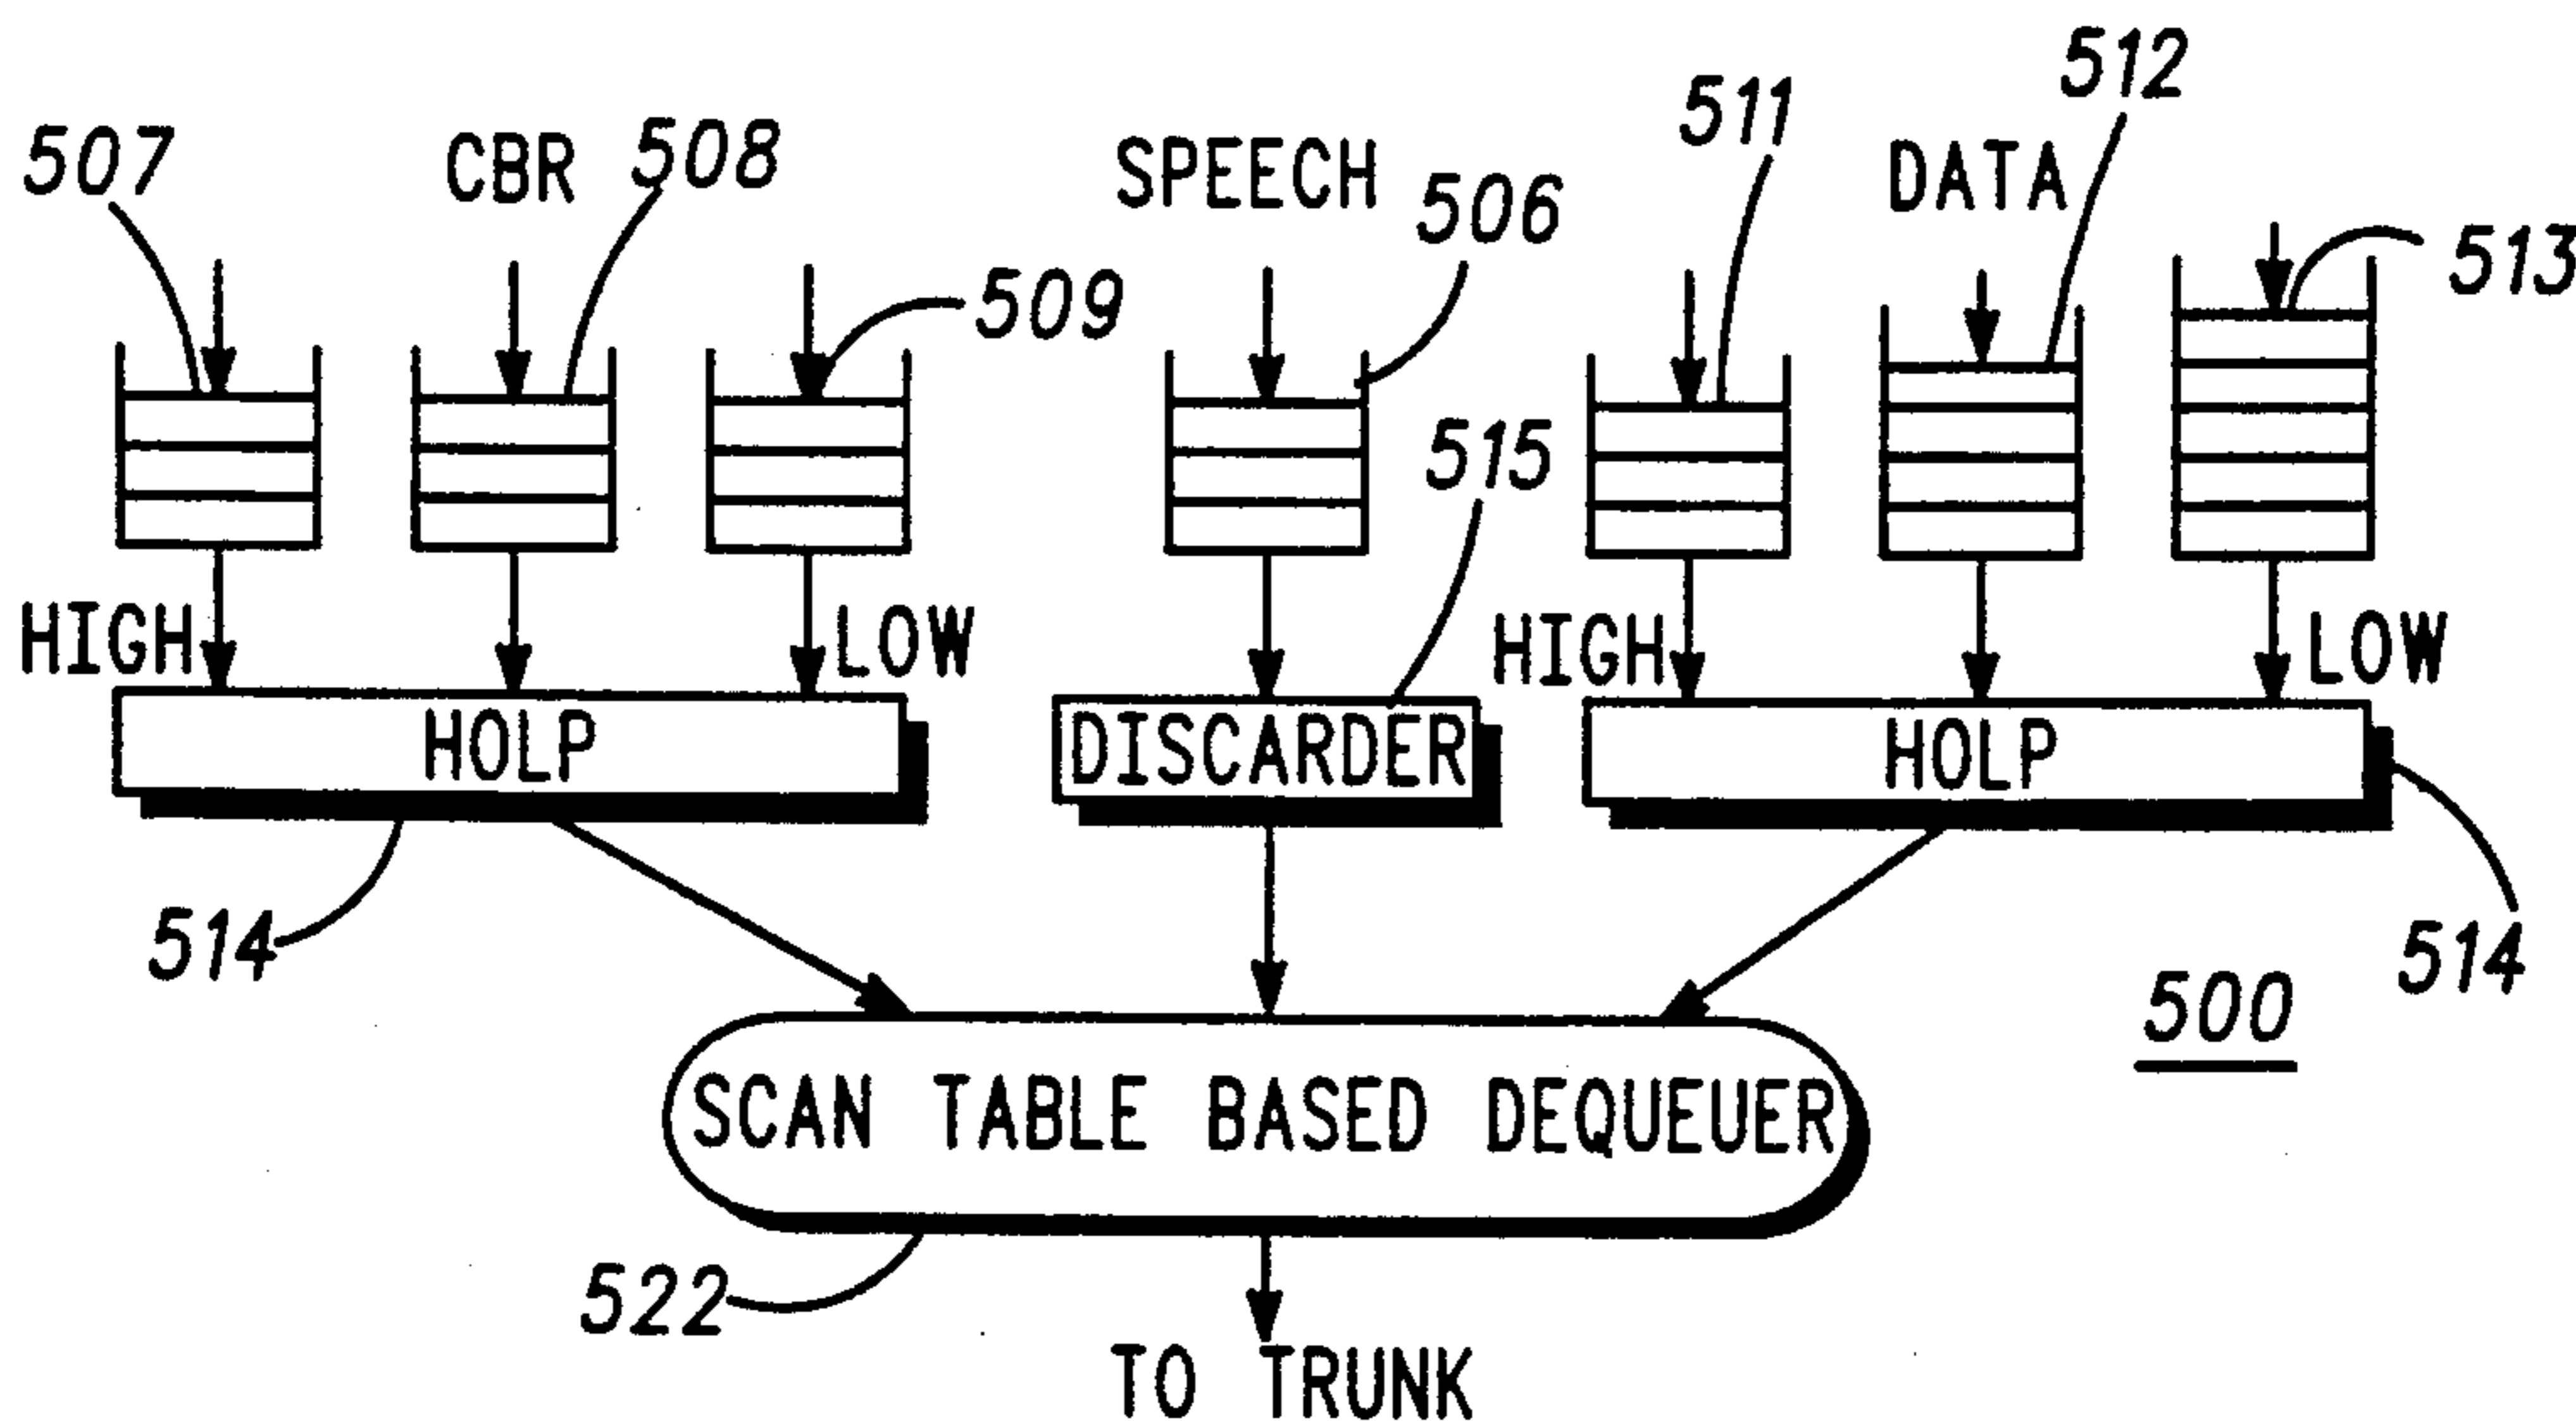 507
CBR
508
509
SPEECH
506
511
DATA
512
513
515
HIGH
LOW
HIGH
LOW
HOLP
DISCARDER
HOLP
514
514
500
SCAN TABLE BASED DEQUEUER
522
TO TRUNK